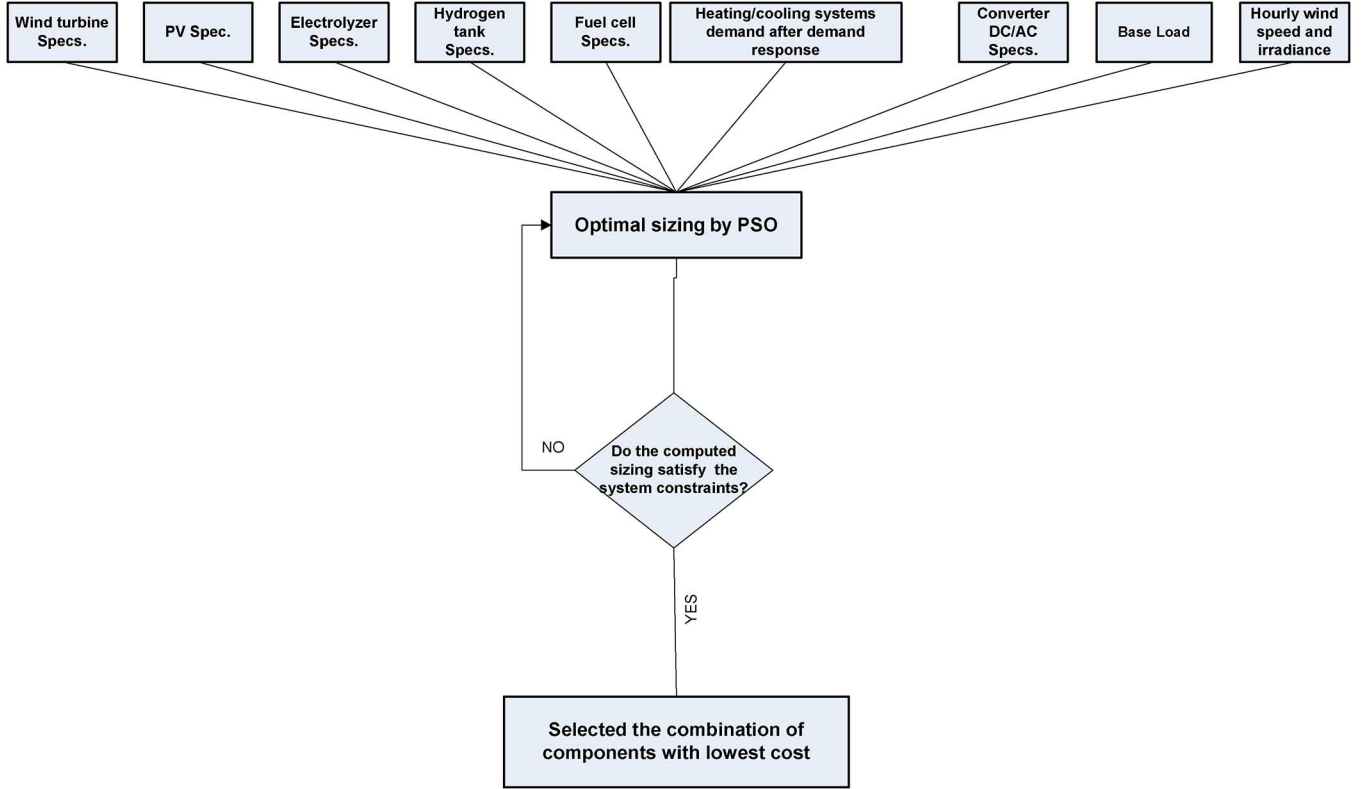 Wind turbine
Specs.
PV Spec.
Electrolyzer
Specs.
Hydrogen
tank
Specs.
Fuel cell
Specs.
Heating/cooling systems
demand after demand
response
Converter
DC/AC
Specs.
Base Load
Hourly wind
speed and
irradiance
Optimal sizing by PSO
NO
Do the computed
sizing satisfy the
system constraints?
YES
Selected the combination of
components with lowest cost